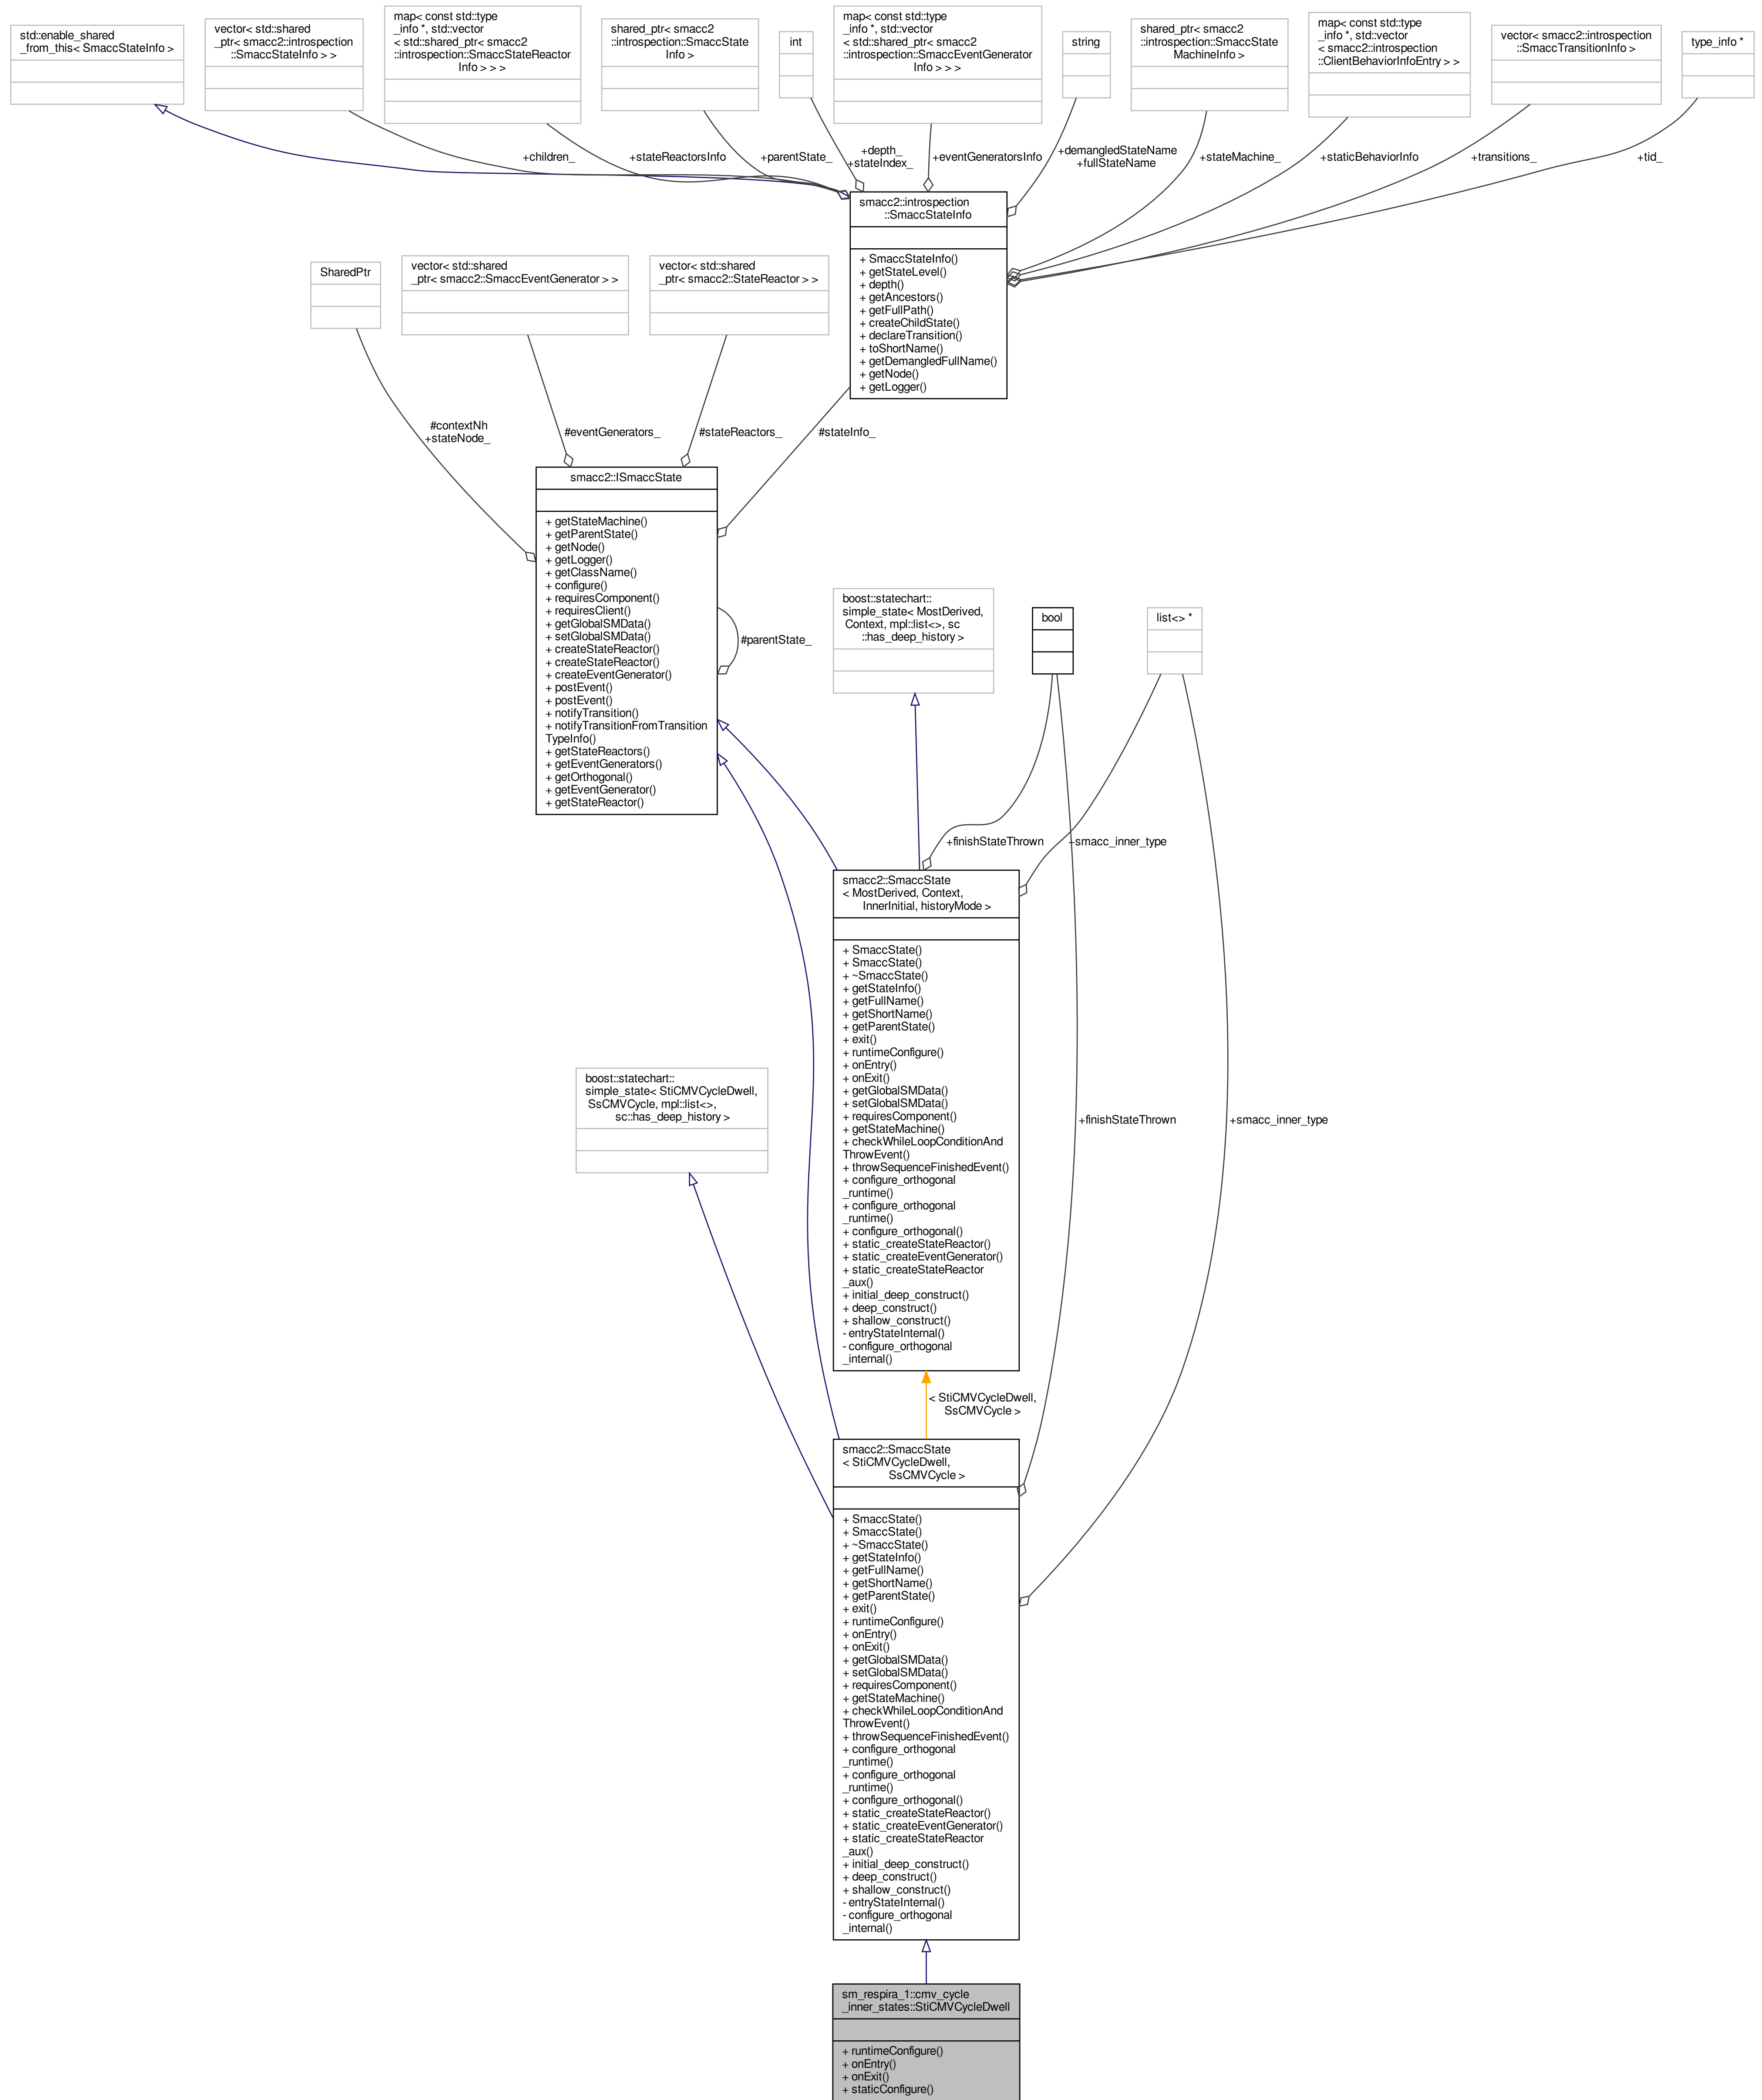 std::enable_shared
_from_this< SmaccStateInfo >
vector< std::shared
_ptr< smacc2::introspection
::SmaccStateInfo > >
map< const std::type
_info *, std::vector
< std::shared_ptr< smacc2
::introspection::SmaccStateReactor
Info > > >
shared_ptr< smacc2
::introspection::SmaccState
Info >
int
map< const std::type
_info *, std::vector
< std::shared_ptr< smacc2
::introspection::SmaccEventGenerator
Info > > >
string
shared_ptr< smacc2
::introspection::SmaccState
MachineInfo >
map< const std::type
_info *, std::vector
< smacc2::introspection
::ClientBehaviorInfoEntry > >
vector< smacc2::introspection
::SmaccTransitionInfo >
type_info *
+children_
+stateReactorsInfo
+parentState_
+depth_
+stateIndex_
+eventGeneratorsInfo
+demangledStateName
+fullStateName
+stateMachine_
+staticBehaviorInfo
+transitions_
+tid_
smacc2::introspection
::SmaccStateInfo
+ SmaccStateInfo()
+ getStateLevel()
+ depth()
+ getAncestors()
+ getFullPath()
+ createChildState()
+ declareTransition()
+ toShortName()
+ getDemangledFullName()
+ getNode()
+ getLogger()
SharedPtr
vector< std::shared
_ptr< smacc2::SmaccEventGenerator > >
vector< std::shared
_ptr< smacc2::StateReactor > >
#contextNh
+stateNode_
#eventGenerators_
#stateReactors_
#stateInfo_
smacc2::ISmaccState
+ getStateMachine()
+ getParentState()
+ getNode()
+ getLogger()
+ getClassName()
+ configure()
+ requiresComponent()
+ requiresClient()
+ getGlobalSMData()
+ setGlobalSMData()
+ createStateReactor()
+ createStateReactor()
+ createEventGenerator()
+ postEvent()
+ postEvent()
+ notifyTransition()
+ notifyTransitionFromTransition
TypeInfo()
+ getStateReactors()
+ getEventGenerators()
+ getOrthogonal()
+ getEventGenerator()
+ getStateReactor()
#parentState_
boost::statechart::
simple_state< MostDerived,
Context, mpl::list<>, sc
::has_deep_history >
bool
list<> *
+finishStateThrown
+smacc_inner_type
smacc2::SmaccState
< MostDerived, Context,
InnerInitial, historyMode >
+ SmaccState()
+ SmaccState()
+ ~SmaccState()
+ getStateInfo()
+ getFullName()
+ getShortName()
+ getParentState()
+ exit()
+ runtimeConfigure()
+ onEntry()
+ onExit()
+ getGlobalSMData()
+ setGlobalSMData()
+ requiresComponent()
+ getStateMachine()
+ checkWhileLoopConditionAnd
ThrowEvent()
+ throwSequenceFinishedEvent()
+ configure_orthogonal
_runtime()
+ configure_orthogonal
_runtime()
+ configure_orthogonal()
+ static_createStateReactor()
+ static_createEventGenerator()
+ static_createStateReactor
_aux()
+ initial_deep_construct()
+ deep_construct()
+ shallow_construct()
- entryStateInternal()
- configure_orthogonal
_internal()
boost::statechart::
simple_state< StiCMVCycleDwell,
SsCMVCycle, mpl::list<>,
sc::has_deep_history >
+finishStateThrown
+smacc_inner_type
< StiCMVCycleDwell,
SsCMVCycle >
smacc2::SmaccState
< StiCMVCycleDwell,
SsCMVCycle >
+ SmaccState()
+ SmaccState()
+ ~SmaccState()
+ getStateInfo()
+ getFullName()
+ getShortName()
+ getParentState()
+ exit()
+ runtimeConfigure()
+ onEntry()
+ onExit()
+ getGlobalSMData()
+ setGlobalSMData()
+ requiresComponent()
+ getStateMachine()
+ checkWhileLoopConditionAnd
ThrowEvent()
+ throwSequenceFinishedEvent()
+ configure_orthogonal
_runtime()
+ configure_orthogonal
_runtime()
+ configure_orthogonal()
+ static_createStateReactor()
+ static_createEventGenerator()
+ static_createStateReactor
_aux()
+ initial_deep_construct()
+ deep_construct()
+ shallow_construct()
- entryStateInternal()
- configure_orthogonal
_internal()
sm_respira_1::cmv_cycle
_inner_states::StiCMVCycleDwell
+ runtimeConfigure()
+ onEntry()
+ onExit()
+ staticConfigure()